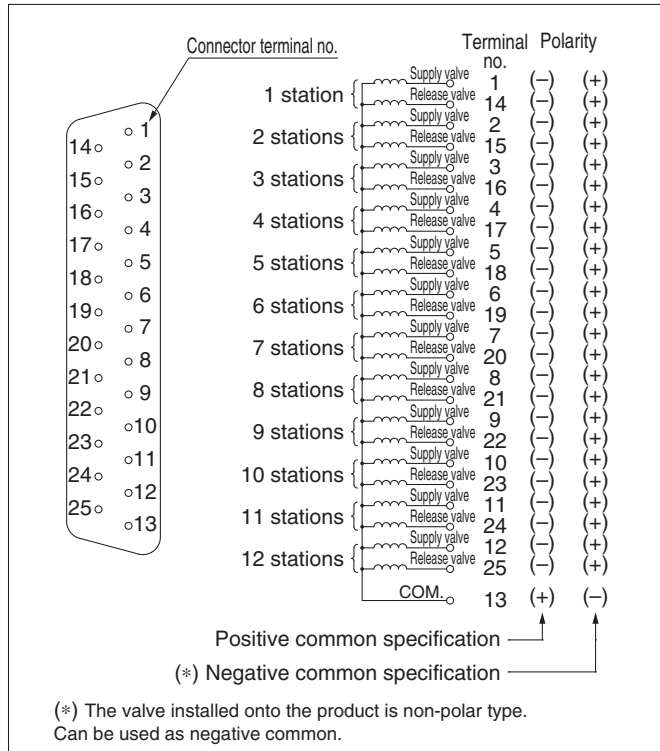 Connector terminal no.
Terminal no. Polarity
14 15 16 17 18 19 20 21 22 23 24 25
1 2 3 4 5 6 7 8 9 10 11 12 13
1 station Supply valve 1 (−) (+)
Release valve 14 (−) (+)
2 stations Supply valve 2 (−) (+)
Release valve 15 (−) (+)
3 stations Supply valve 3 (−) (+)
Release valve 16 (−) (+)
4 stations Supply valve 4 (−) (+)
Release valve 17 (−) (+)
5 stations Supply valve 5 (−) (+)
Release valve 18 (−) (+)
6 stations Supply valve 6 (−) (+)
Release valve 19 (−) (+)
7 stations Supply valve 7 (−) (+)
Release valve 20 (−) (+)
8 stations Supply valve 8 (−) (+)
Release valve 21 (−) (+)
9 stations Supply valve 9 (−) (+)
Release valve 22 (−) (+)
10 stations Supply valve 10 (−) (+)
Release valve 23 (−) (+)
11 stations Supply valve 11 (−) (+)
Release valve 24 (−) (+)
12 stations Supply valve 12 (−) (+)
Release valve 25 (−) (+)
COM. 13 (+) (−)
Positive common specification
(*) Negative common specification
(*) The valve installed onto the product is non-polar type.
Can be used as negative common.